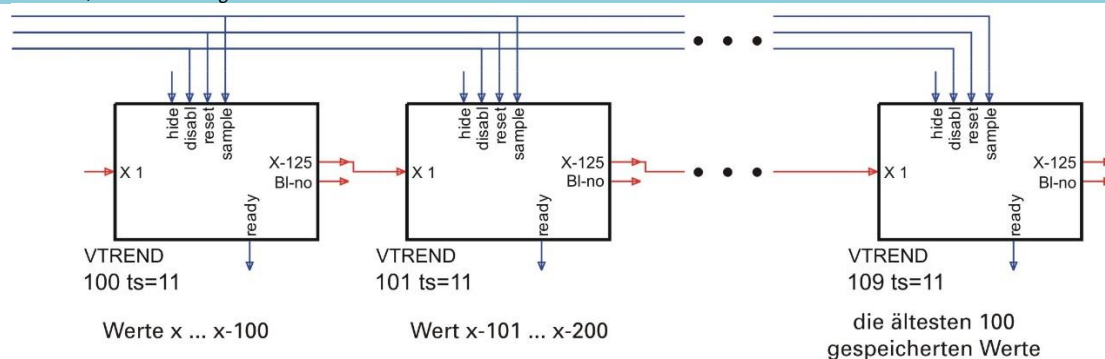 hide
disabl
reset
sample
X 1
X-125
Bl-no
ready
VTREND
100 ts=11
Werte x ... x-100
hide
disabl
reset
sample
X 1
X-125
Bl-no
ready
VTREND
101 ts=11
Wert x-101 ... x-200
hide
disabl
reset
sample
X 1
X-125
Bl-no
ready
VTREND
109 ts=11
die ältesten 100
gespeicherten Werte